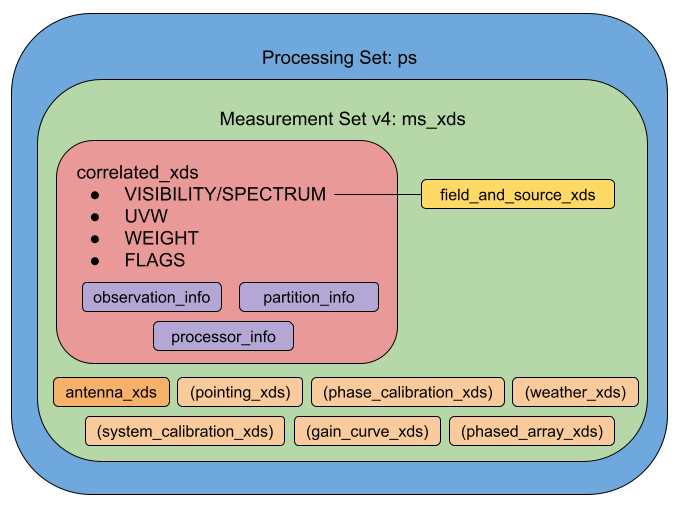 Processing Set: ps
Measurement Set v4: ms_xds
correlated_xds
● VISIBILITY/SPECTRUM
field_and_source_xds
● UVW
● WEIGHT
● FLAGS
observation_info
partition_info
processor_info
antenna_xds
(pointing_xds)
(phase_calibration_xds)
(weather_xds)
(system_calibration_xds)
(gain_curve_xds)
(phased_array_xds)